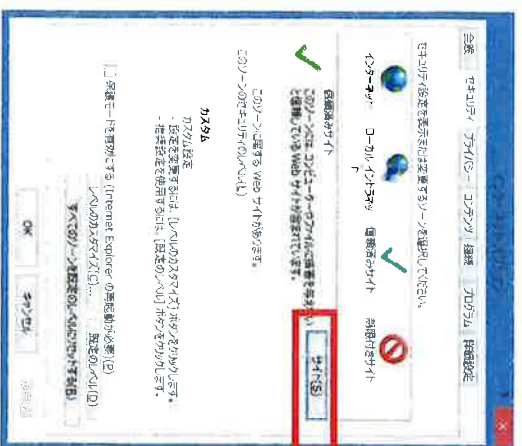 全般 セキュリティ プライバシー コンテンツ 接続 プログラム 詳細設定
セキュリティ設定を表示または変更するゾーンを選択してください。
インターネット ローカル イントラネッ 信頼済みサイト 制限付きサイト
ト
信頼済みサイト
このゾーンには、コンピューターやファイルに損害を与えない
と信頼しているWeb サイトが含まれています。
サイト(S)
このゾーンに属する Web サイトがあります。
このゾーンのセキュリティのレベル(L)
カスタム
カスタム設定
- 設定を変更するには、[レベルのカスタマイズ] ボタンをクリックします。
- 推奨設定を使用するには、[既定のレベル] ボタンをクリックします。
保護モードを有効にする (Internet Explorer の再起動が必要)(P)
レベルのカスタマイズ(C)... 既定のレベル(D)
すべてのゾーンを既定のレベルにリセットする(R)
OK キャンセル